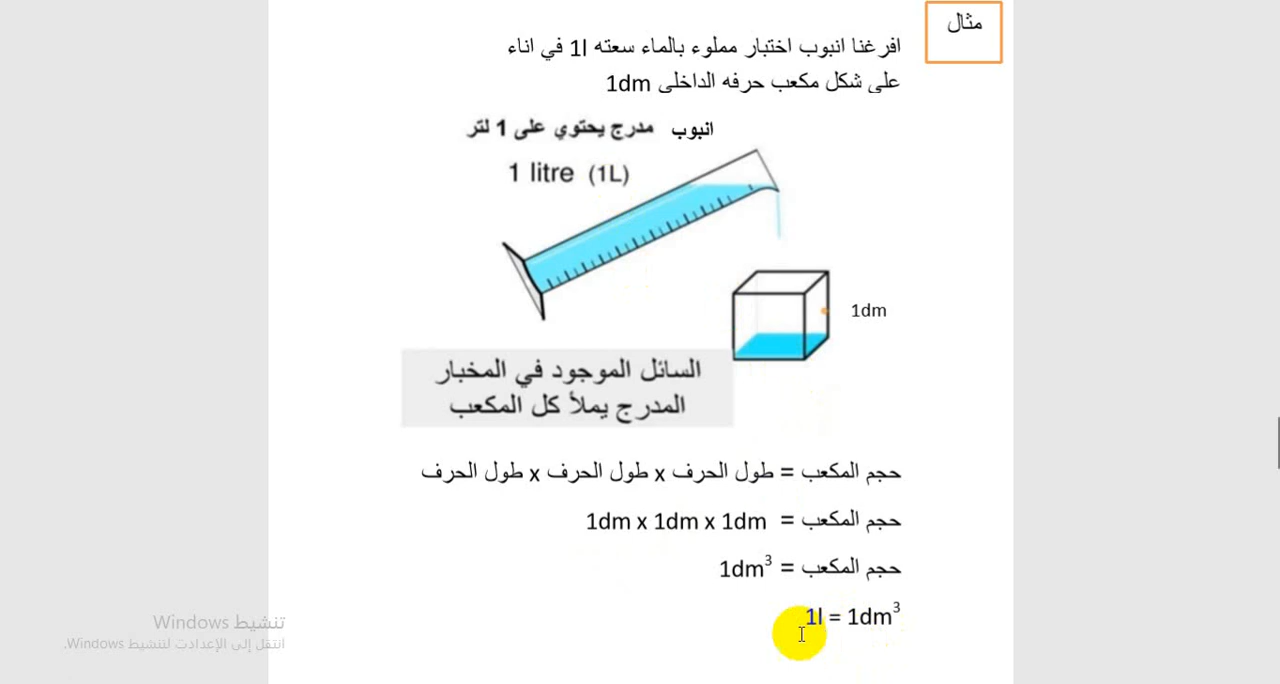 مثال
افرغنا انبوب اختبار مملوء بالماء سعته 1l في اناء
على شكل مكعب حرفه الداخلي 1dm
انبوب مدرج يحتوي على 1 لتر
1 litre (1L)
1dm
السائل الموجود في المخبار
المدرج يملأ كل المكعب
حجم المكعب = طول الحرف x طول الحرف x طول الحرف
حجم المكعب = 1dm x 1dm x 1dm
حجم المكعب = 1dm³
1l = 1dm³
تنشيط Windows
انتقل إلى الإعدادت لتنشيط Windows.